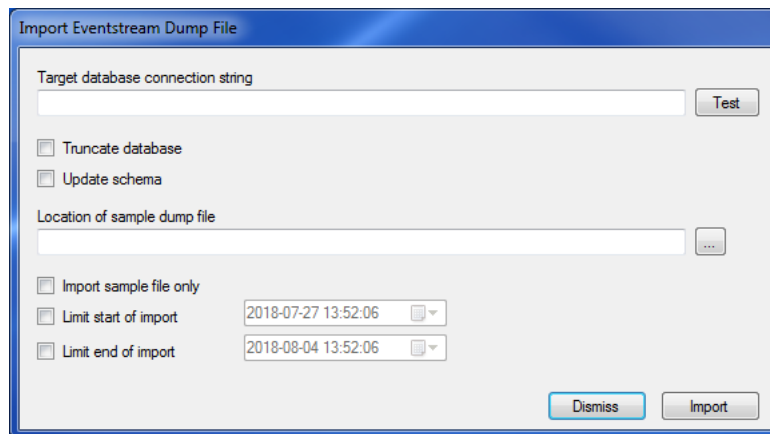 Import Eventstream Dump File
Target database connection string
Test
Truncate database
Update schema
Location of sample dump file
...
Import sample file only
Limit start of import 2018-07-27 13:52:06
Limit end of import 2018-08-04 13:52:06
Dismiss Import